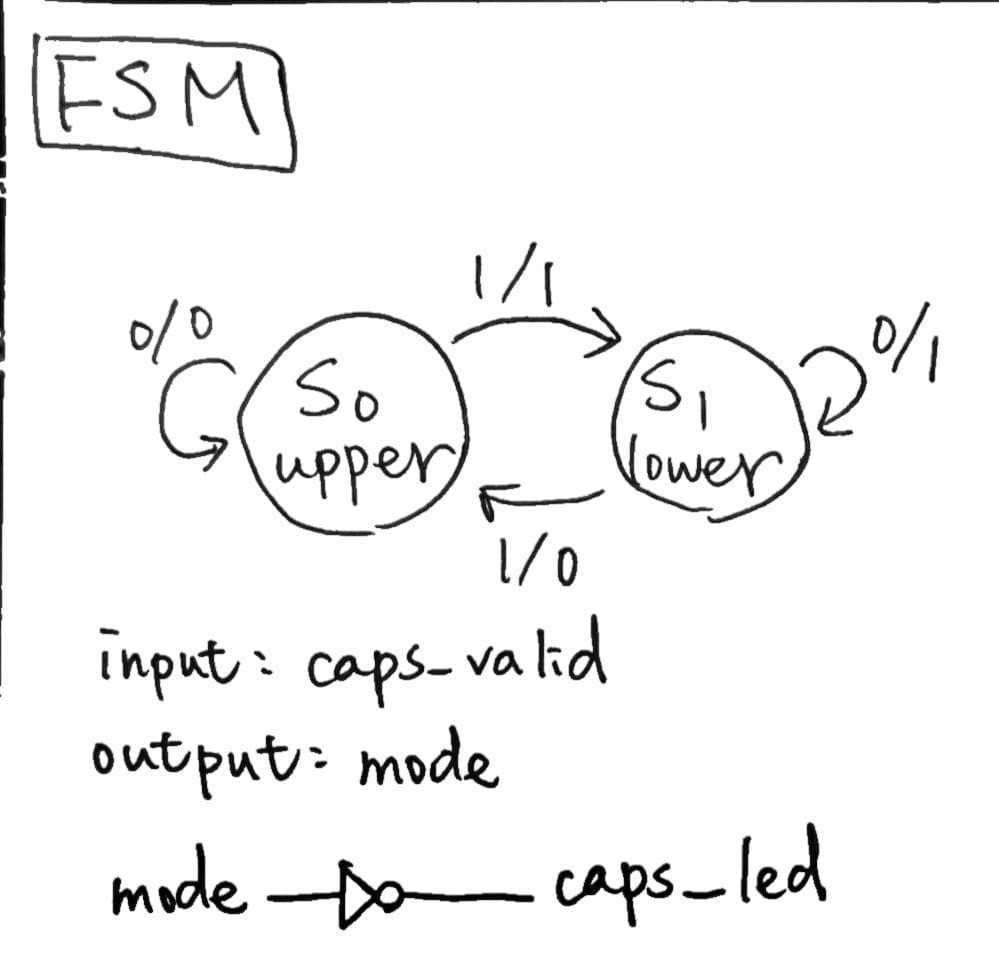 FSM
1/1
0/0
0/1
S0
upper
S1
lower
1/0
input: caps_valid
output: mode
mode
caps_led